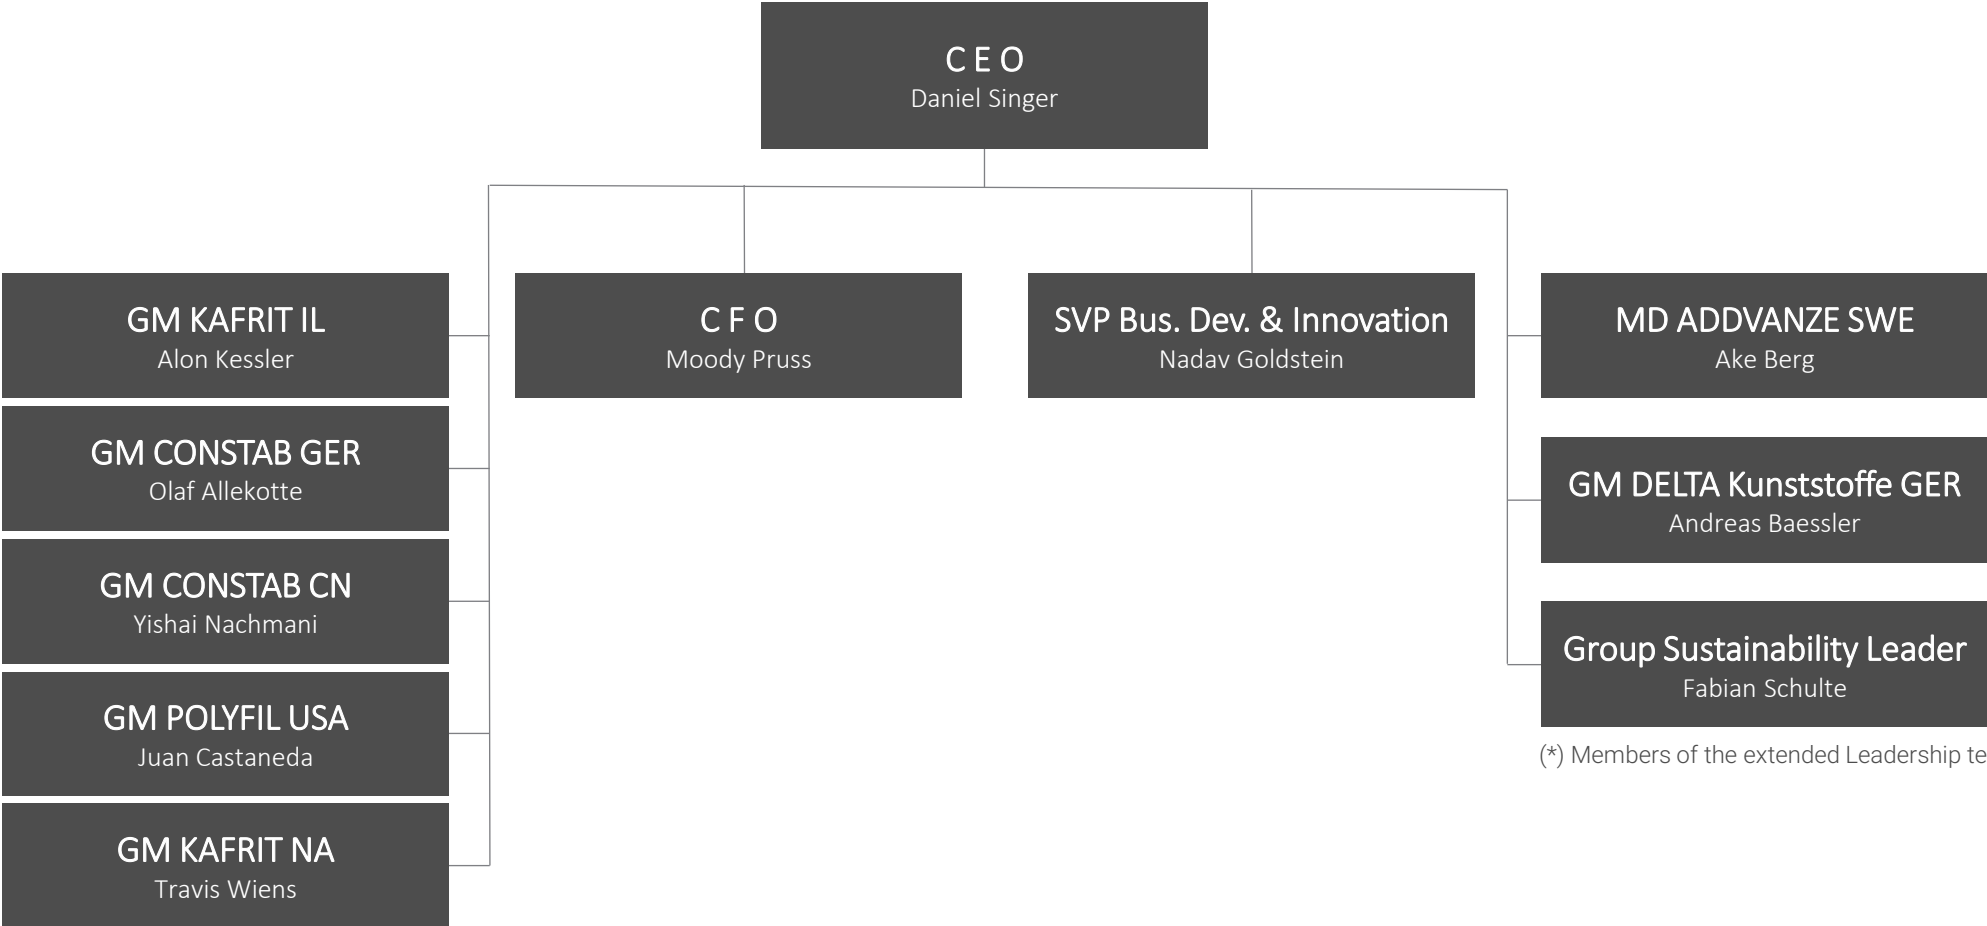 C E O
Daniel Singer
GM KAFRIT IL
Alon Kessler
C F O
Moody Pruss
SVP Bus. Dev. & Innovation
Nadav Goldstein
MD ADDVANZE SWE
Ake Berg
GM CONSTAB GER
Olaf Allekotte
GM DELTA Kunststoffe GER
Andreas Baessler
GM CONSTAB CN
Yishai Nachmani
Group Sustainability Leader
Fabian Schulte
GM POLYFIL USA
Juan Castaneda
(*) Members of the extended Leadership te
GM KAFRIT NA
Travis Wiens